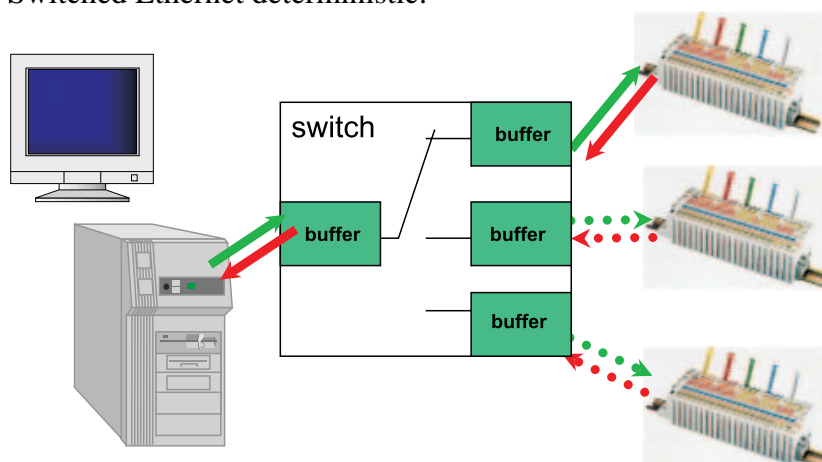 Switched Ethernet deterministic.
switch
buffer
buffer
buffer
buffer